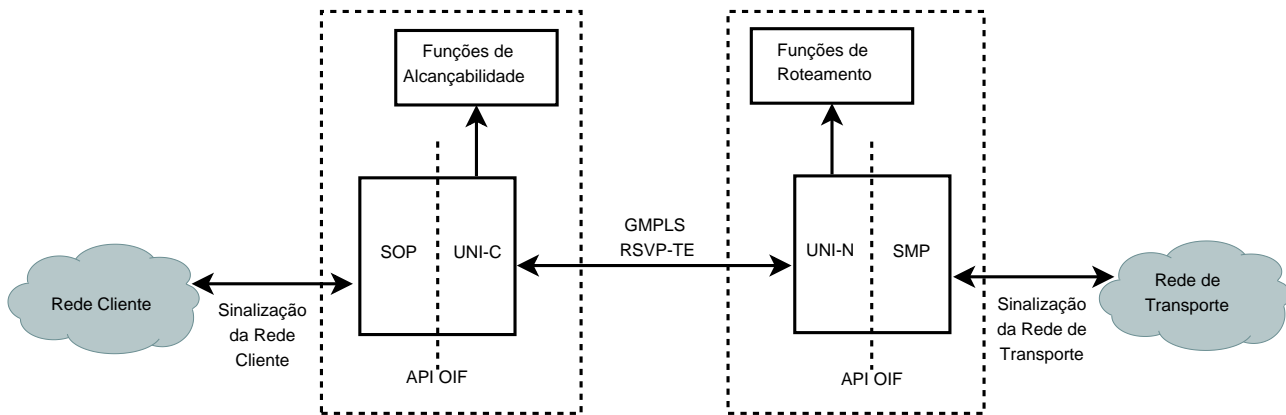 Funções de
Alcançabilidade
Funções de
Roteamento
SOP
UNI-C
GMPLS
RSVP-TE
UNI-N
SMP
Rede Cliente
Sinalização
da Rede
Cliente
Sinalização
da Rede de
Transporte
Rede de
Transporte
API OIF
API OIF